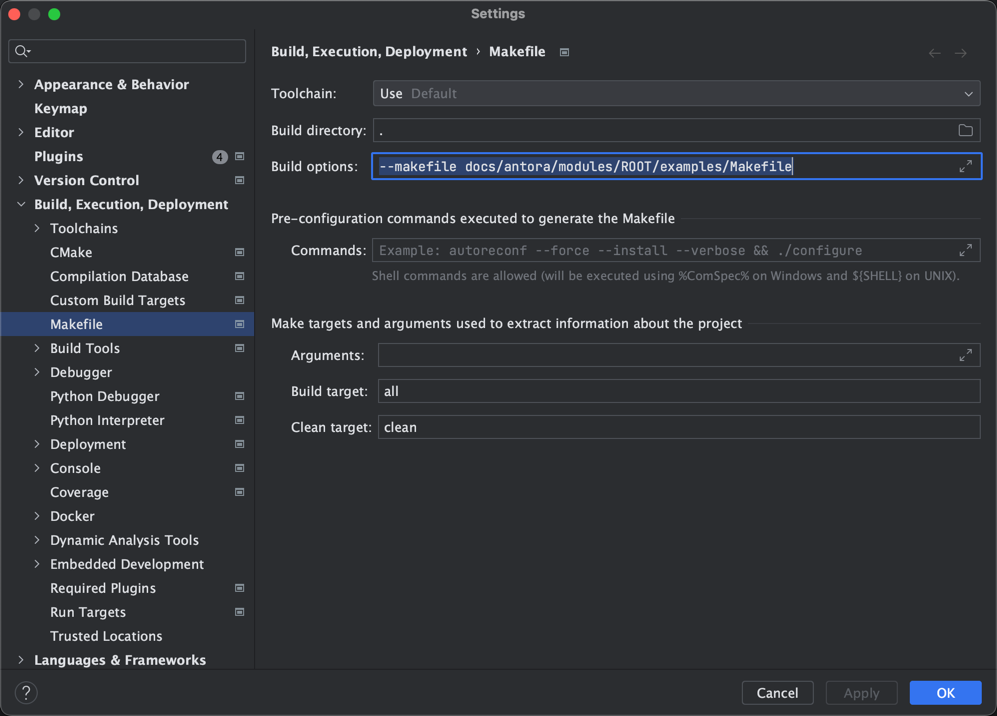 Settings
Appearance & Behavior
Keymap
Editor
Plugins 4
Version Control
Build, Execution, Deployment
Toolchains
CMake
Compilation Database
Custom Build Targets
Makefile
Build Tools
Debugger
Python Debugger
Python Interpreter
Deployment
Console
Coverage
Docker
Dynamic Analysis Tools
Embedded Development
Required Plugins
Run Targets
Trusted Locations
Languages & Frameworks
Build, Execution, Deployment › Makefile
Toolchain: Use Default
Build directory: .
Build options: --makefile docs/antora/modules/ROOT/examples/Makefile
Pre-configuration commands executed to generate the Makefile
Commands: Example: autoreconf --force --install --verbose && ./configure
Shell commands are allowed (will be executed using %ComSpec% on Windows and ${SHELL} on UNIX).
Make targets and arguments used to extract information about the project
Arguments:
Build target: all
Clean target: clean
? Cancel Apply OK